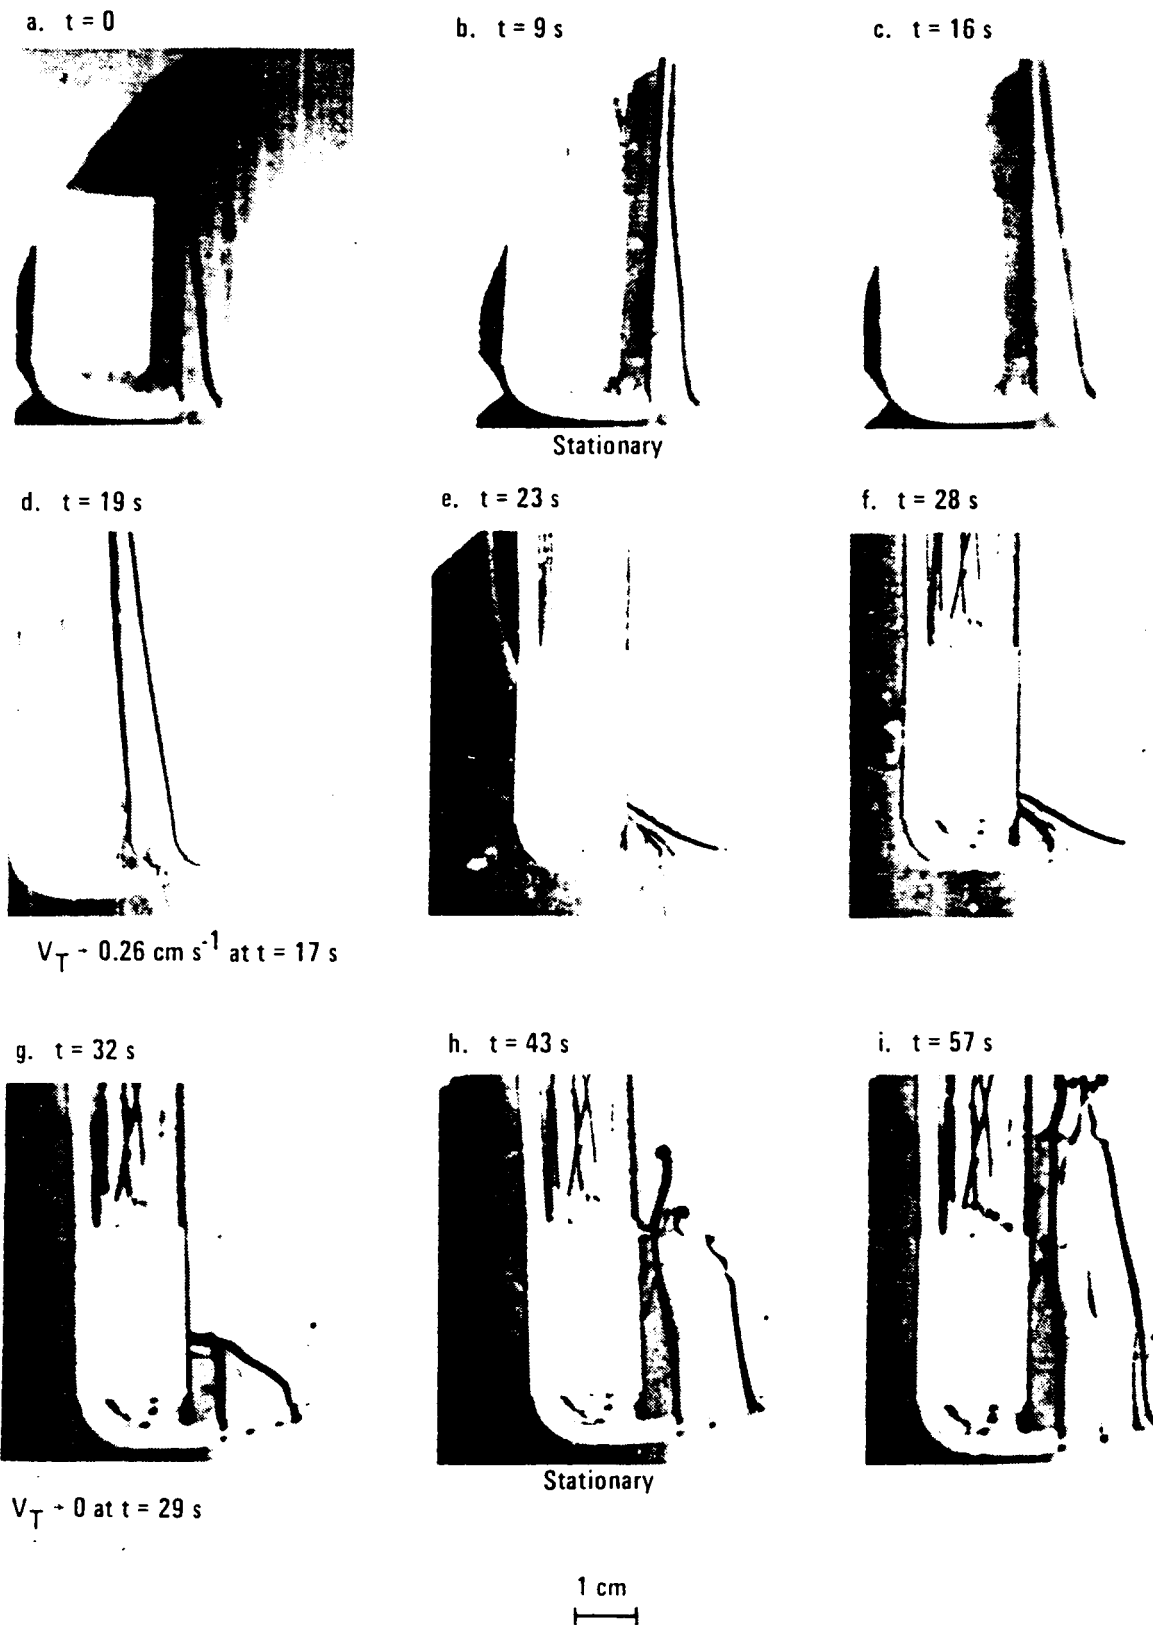 a. t = 0
b. t = 9 s
c. t = 16 s
Stationary
d. t = 19 s
e. t = 23 s
f. t = 28 s
V_T → 0.26 cm s⁻¹ at t = 17 s
g. t = 32 s
h. t = 43 s
i. t = 57 s
Stationary
V_T → 0 at t = 29 s
1 cm